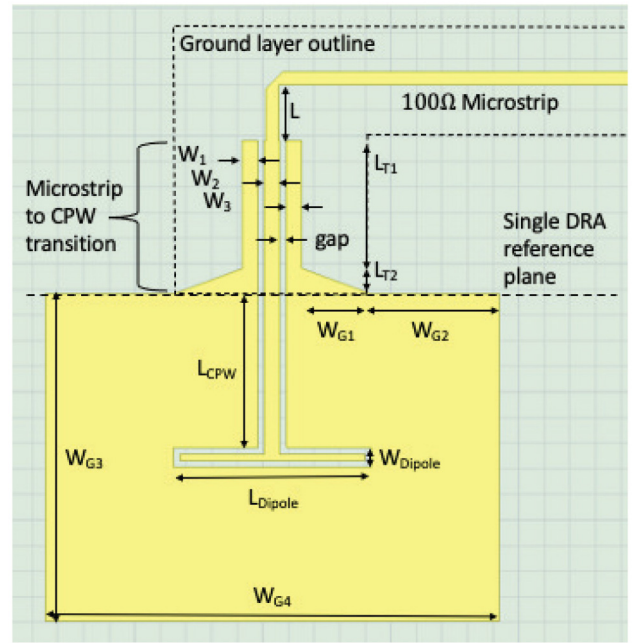 Ground layer outline
100Ω Microstrip
L
W1
LT1
Microstrip
to CPW
transition
W2
W3
Single DRA
reference
plane
gap
LT2
WG1
WG2
LCPW
WG3
WDipole
LDipole
WG4